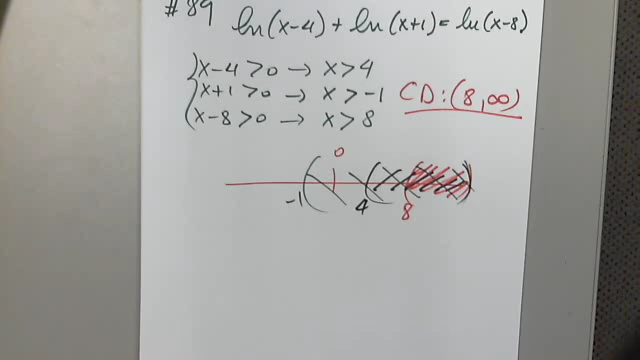 # 89 ln(x-4) + ln(x+1) = ln(x-8)
x-4>0 → x>4
x+1>0 → x>-1
x-8>0 → x>8
CD: (8,∞)
0
-1 4 8